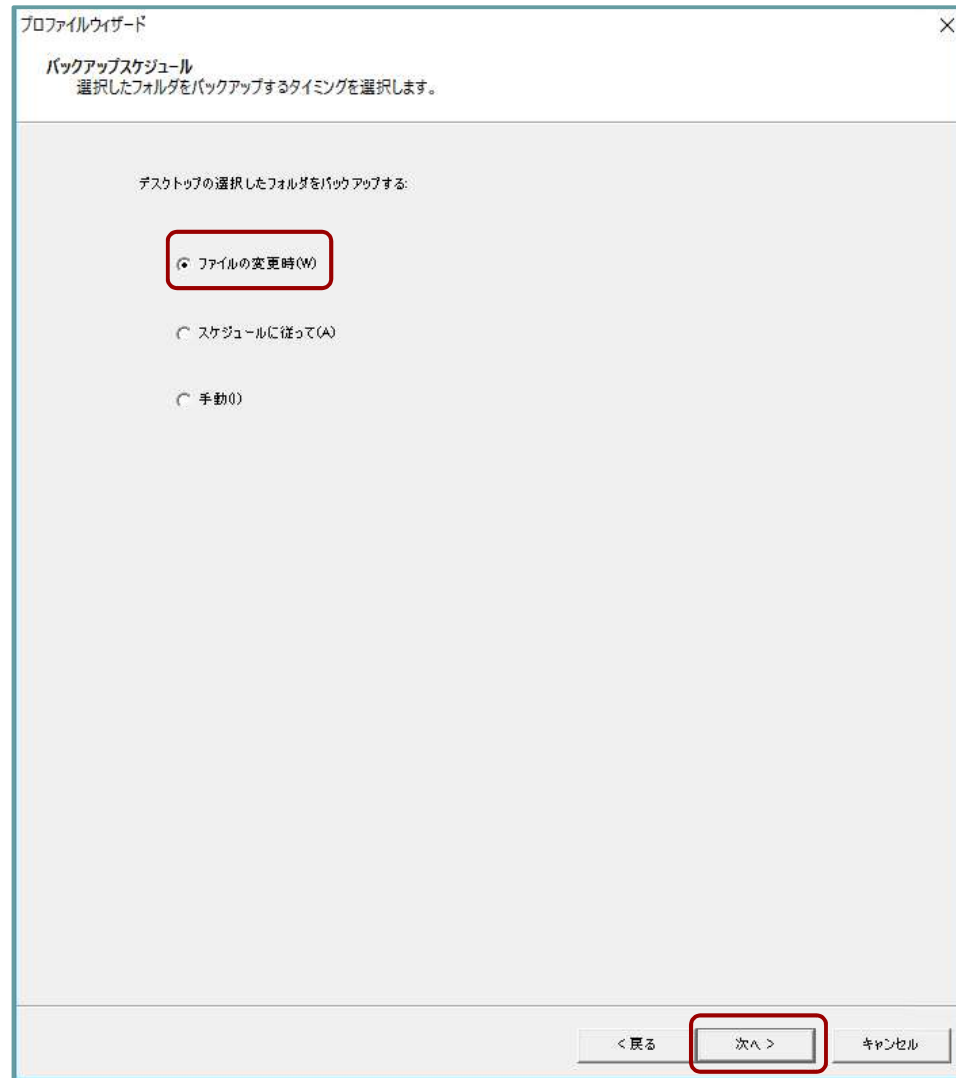 プロファイルウィザード
バックアップスケジュール
選択したフォルダをバックアップするタイミングを選択します。
デスクトップの選択したフォルダをバックアップする:
ファイルの変更時(W)
スケジュールに従って(A)
手動(I)
< 戻る 次へ > キャンセル